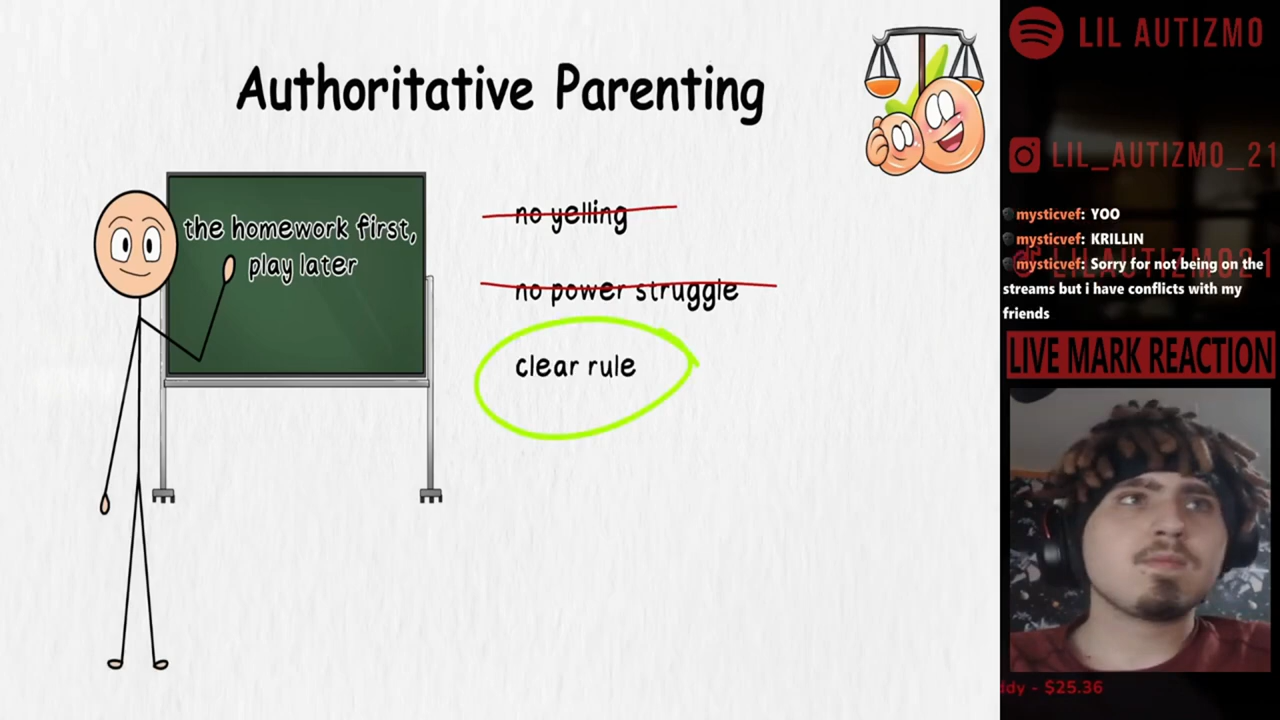 Authoritative Parenting
the homework first,
play later
no yelling
no power struggle
clear rule
LIL AUTIZMO
LIL_AUTIZMO_21
mysticvef: YOO
mysticvef: KRILLIN
mysticvef: Sorry for not being on the
streams but i have conflicts with my
friends
LILAUTIZMO21
LIVE MARK REACTION
ddy - $25.36